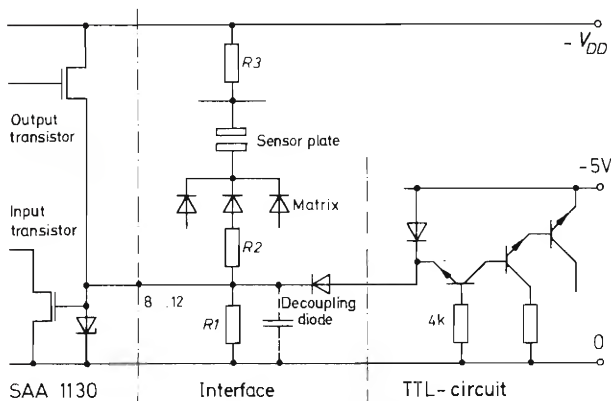 R3
- VDD
Output
transistor
Sensor plate
-5V
Input
transistor
Matrix
R2
8 . 12
Decoupling
diode
R1
4k
0
SAA 1130
Interface
TTL-circuit